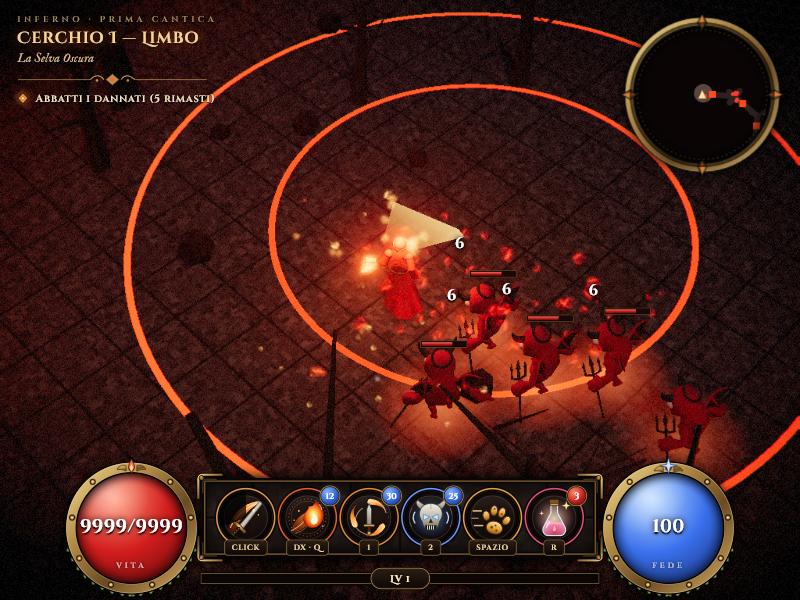 INFERNO · PRIMA CANTICA
CERCHIO I — LIMBO
La Selva Oscura
ABBATTI I DANNATI (5 RIMASTI)
6
6
6
6
9999/9999
VITA
CLICK
12
DX · Q
30
1
25
2
SPAZIO
3
R
100
FEDE
LV 1